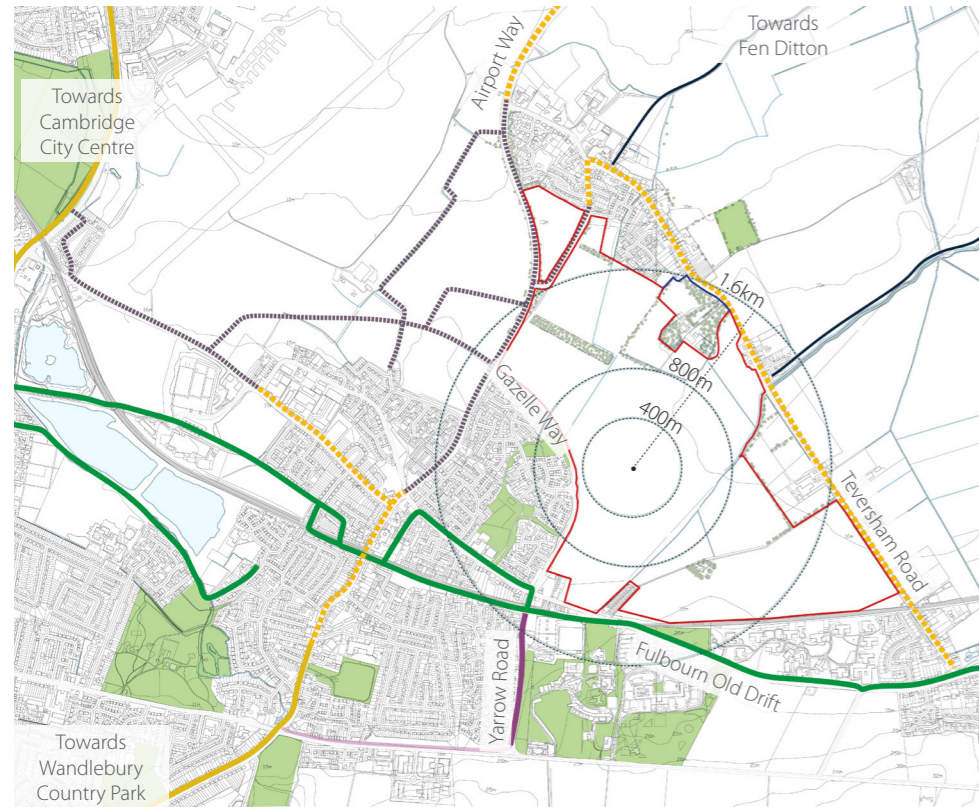 Towards
Fen Ditton
Airport Way
Towards
Cambridge
City Centre
1.6km
800m
Gazelle Way
400m
Teversham Road
Yarrow Road
Fulbourn Old Drift
Towards
Wandlebury
Country Park